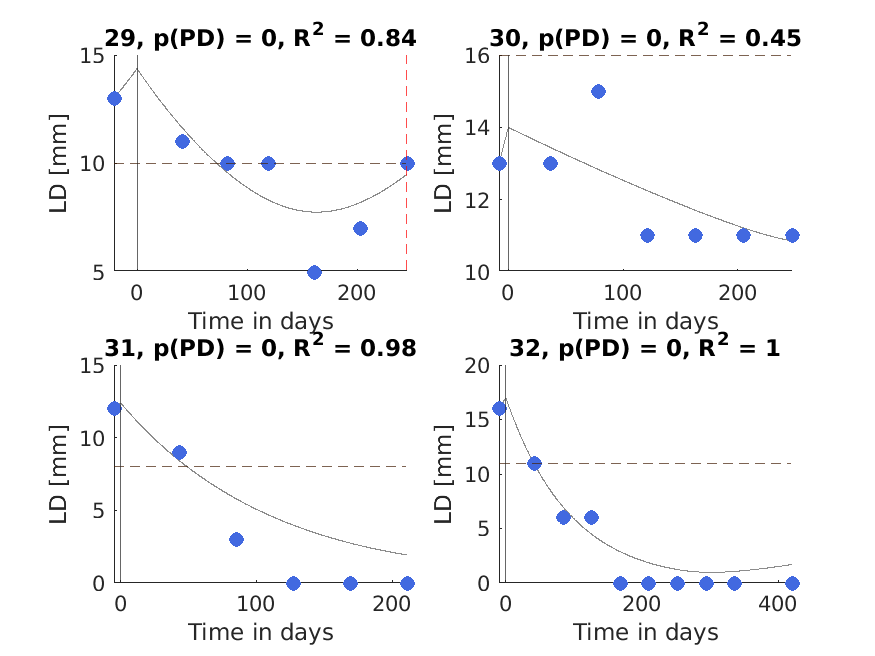 29, p(PD) = 0, R2 = 0.84
15
10
5
LD [mm]
0
100
200
Time in days
30, p(PD) = 0, R2 = 0.45
16
14
12
10
LD [mm]
0
100
200
Time in days
31, p(PD) = 0, R2 = 0.98
15
10
5
0
LD [mm]
0
100
200
Time in days
32, p(PD) = 0, R2 = 1
20
15
10
5
0
LD [mm]
0
200
400
Time in days